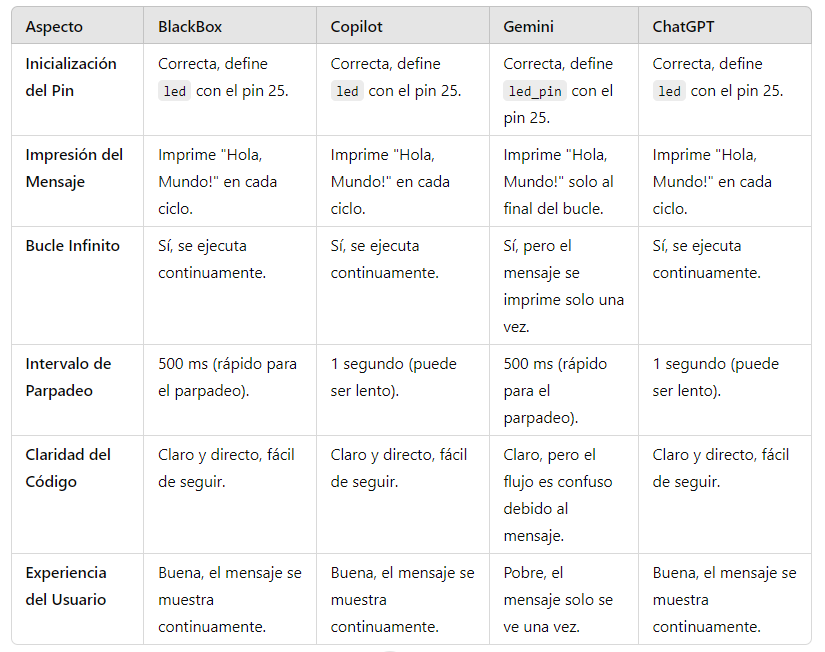 Aspecto BlackBox Copilot Gemini ChatGPT
Inicialización Correcta, define Correcta, define Correcta, define Correcta, define
del Pin led con el pin 25. led con el pin 25. led_pin con el led con el pin 25.
pin 25.
Impresión del Imprime "Hola, Imprime "Hola, Imprime "Hola, Imprime "Hola,
Mensaje Mundo!" en cada Mundo!" en cada Mundo!" solo al Mundo!" en cada
ciclo. ciclo. final del bucle. ciclo.
Bucle Infinito Sí, se ejecuta Sí, se ejecuta Sí, pero el Sí, se ejecuta
continuamente. continuamente. mensaje se continuamente.
imprime solo una
vez.
Intervalo de 500 ms (rápido para 1 segundo (puede 500 ms (rápido 1 segundo (puede
Parpadeo el parpadeo). ser lento). para el ser lento).
parpadeo).
Claridad del Claro y directo, fácil Claro y directo, fácil Claro, pero el Claro y directo, fácil
Código de seguir. de seguir. flujo es confuso de seguir.
debido al
mensaje.
Experiencia Buena, el mensaje se Buena, el mensaje se Pobre, el Buena, el mensaje se
del Usuario muestra muestra mensaje solo se muestra
continuamente. continuamente. ve una vez. continuamente.